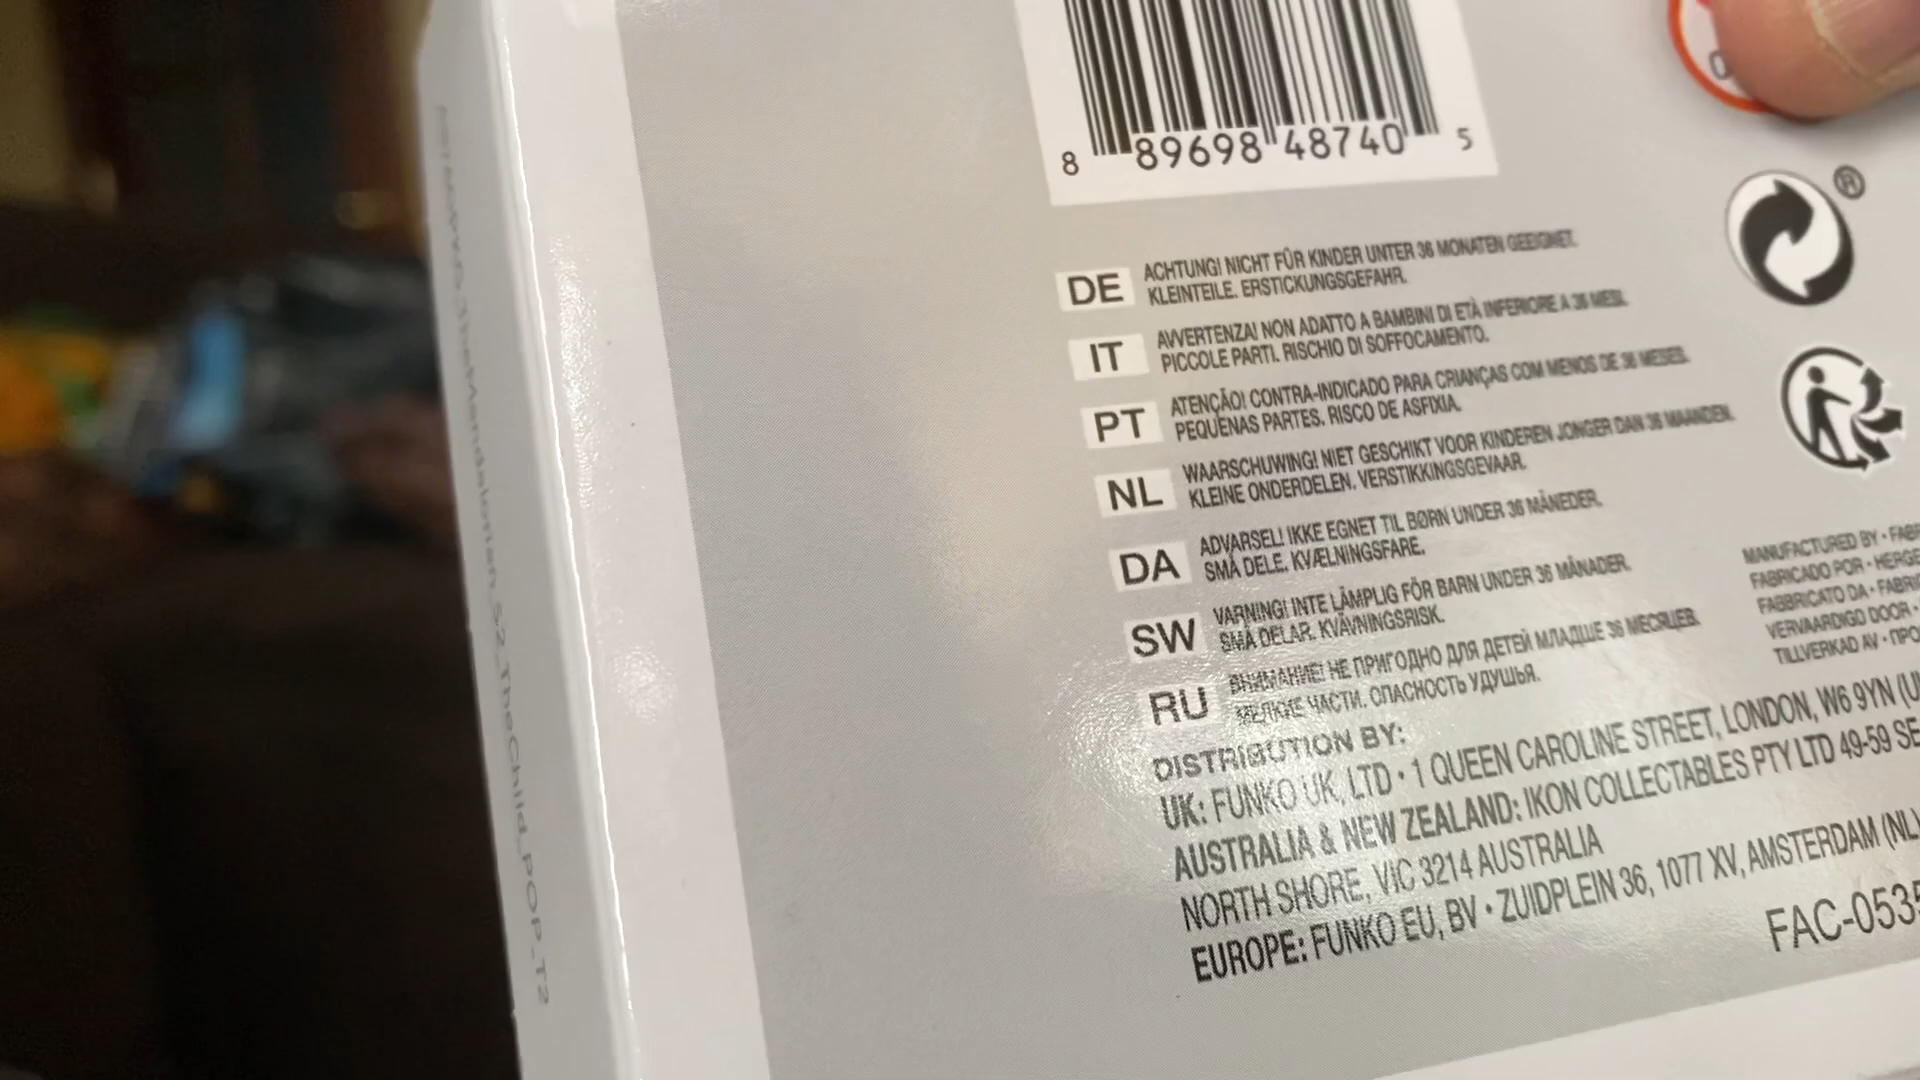 8 89698 48740 5
DE ACHTUNG! NICHT FÜR KINDER UNTER 36 MONATEN GEEIGNET.
KLEINTEILE. ERSTICKUNGSGEFAHR.
IT AVVERTENZA! NON ADATTO A BAMBINI DI ETÀ INFERIORE A 36 MESI.
PICCOLE PARTI. RISCHIO DI SOFFOCAMENTO.
PT ATENÇÃO! CONTRA-INDICADO PARA CRIANÇAS COM MENOS DE 36 MESES.
PEQUENAS PARTES. RISCO DE ASFIXIA.
NL WAARSCHUWING! NIET GESCHIKT VOOR KINDEREN JONGER DAN 36 MAANDEN.
KLEINE ONDERDELEN. VERSTIKKINGSGEVAAR.
DA ADVARSEL! IKKE EGNET TIL BØRN UNDER 36 MÅNEDER.
SMÅ DELE. KVÆLNINGSFARE.
SW VARNING! INTE LÄMPLIG FÖR BARN UNDER 36 MÅNADER.
SMÅ DELAR. KVÄVNINGSRISK.
RU ВНИМАНИЕ! НЕ ПРИГОДНО ДЛЯ ДЕТЕЙ МЛАДШЕ 36 МЕСЯЦЕВ.
МЕЛКИЕ ЧАСТИ. ОПАСНОСТЬ УДУШЬЯ.
DISTRIBUTION BY:
UK: FUNKO UK, LTD • 1 QUEEN CAROLINE STREET, LONDON, W6 9YN (U
AUSTRALIA & NEW ZEALAND: IKON COLLECTABLES PTY LTD 49-59 SE
NORTH SHORE, VIC 3214 AUSTRALIA
EUROPE: FUNKO EU, BV • ZUIDPLEIN 36, 1077 XV, AMSTERDAM (NL)
FAC-0535
®
MANUFACTURED BY • FAB
FABRICADO POR • HERGE
FABBRICATO DA • FABRI
VERVAARDIGD DOOR •
TILLVERKAD AV • ПРО